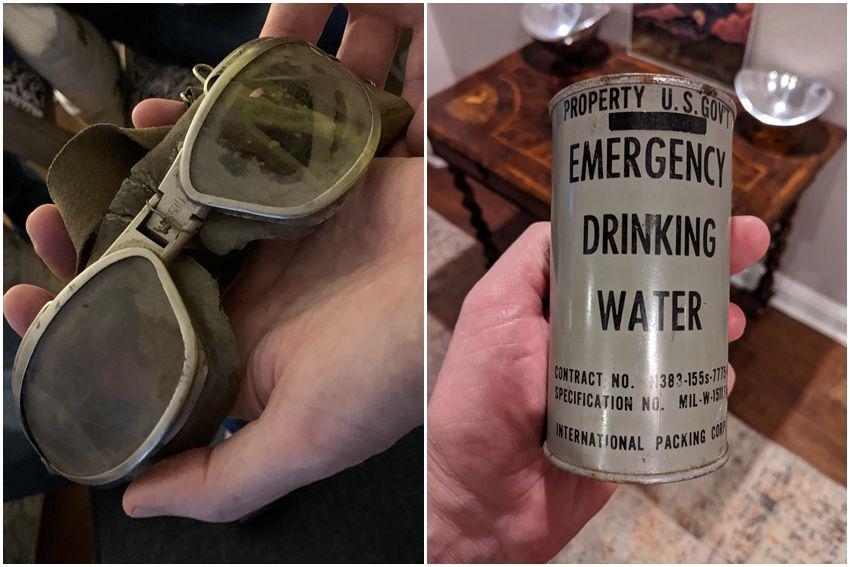 PROPERTY U.S. GOV'T
EMERGENCY
DRINKING
WATER
CONTRACT NO.
SPECIFICATION NO.
INTERNATIONAL PACKING CORP